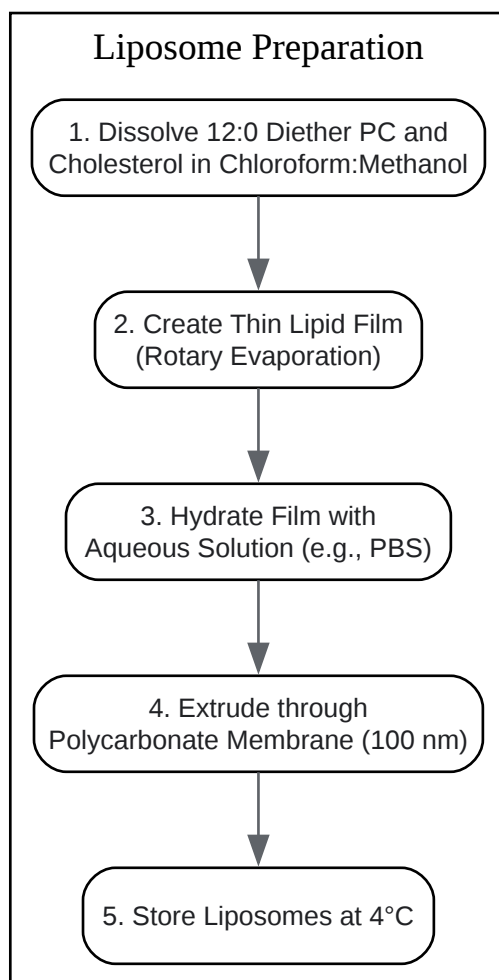 Liposome Preparation
1. Dissolve 12:0 Diether PC and
Cholesterol in Chloroform:Methanol
2. Create Thin Lipid Film
(Rotary Evaporation)
3. Hydrate Film with
Aqueous Solution (e.g., PBS)
4. Extrude through
Polycarbonate Membrane (100 nm)
5. Store Liposomes at 4°C